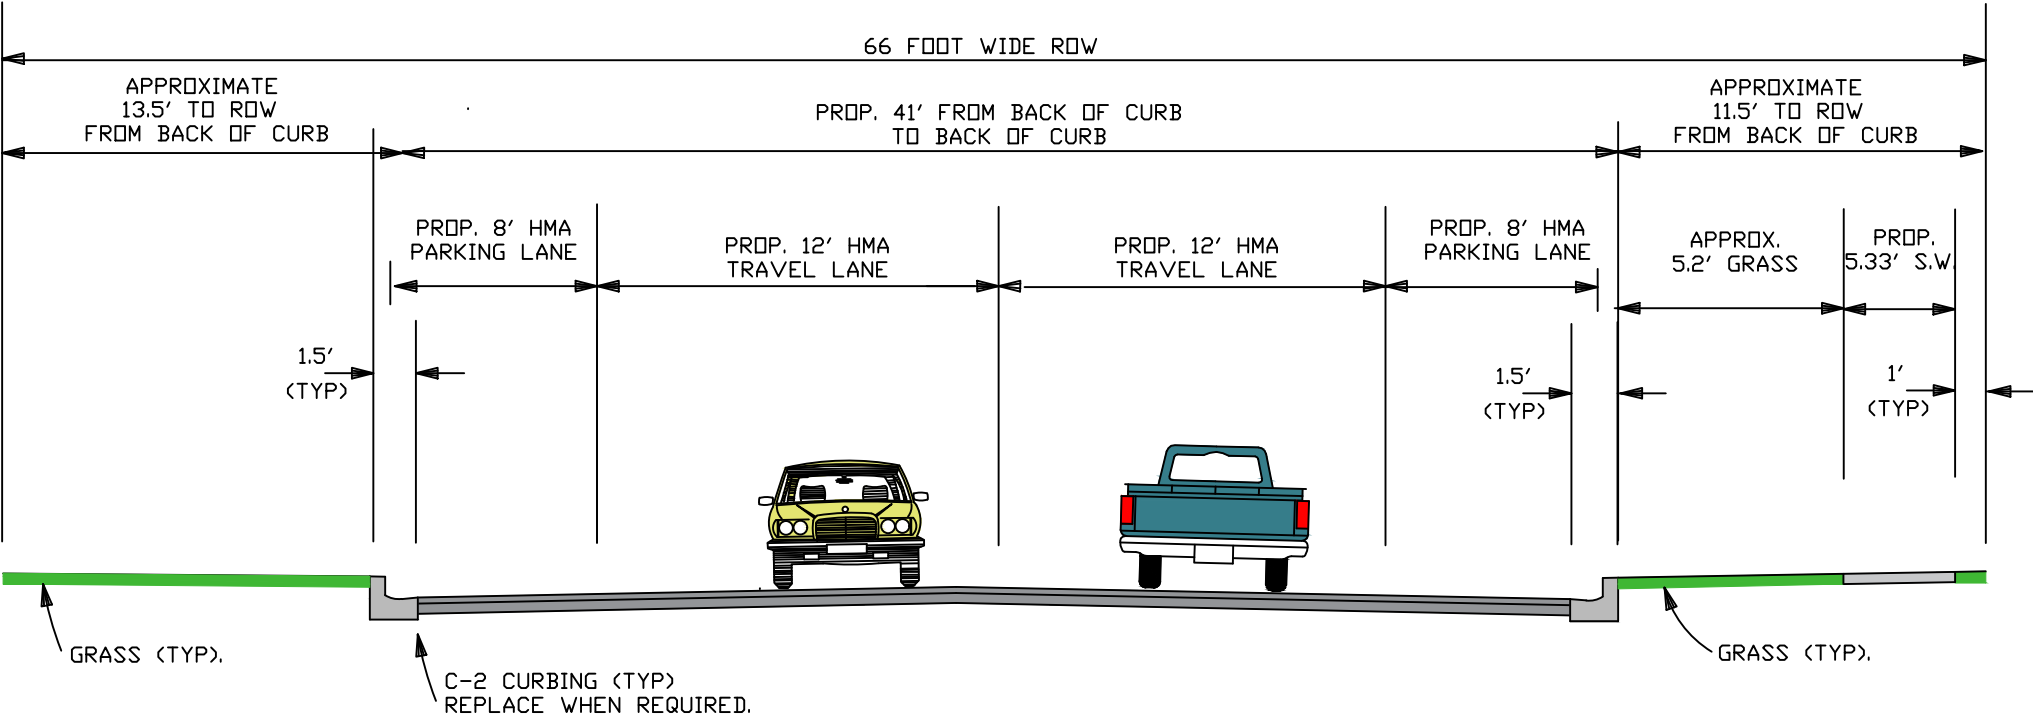 66 FOOT WIDE ROW
APPROXIMATE
13.5' TO ROW
FROM BACK OF CURB
PROP. 41' FROM BACK OF CURB
TO BACK OF CURB
APPROXIMATE
11.5' TO ROW
FROM BACK OF CURB
PROP. 8' HMA
PARKING LANE
PROP. 12' HMA
TRAVEL LANE
PROP. 12' HMA
TRAVEL LANE
PROP. 8' HMA
PARKING LANE
APPROX.
5.2' GRASS
PROP.
5.33' S.W.
1.5'
(TYP)
1.5'
(TYP)
1'
(TYP)
GRASS (TYP).
C-2 CURBING (TYP)
REPLACE WHEN REQUIRED.
GRASS (TYP).